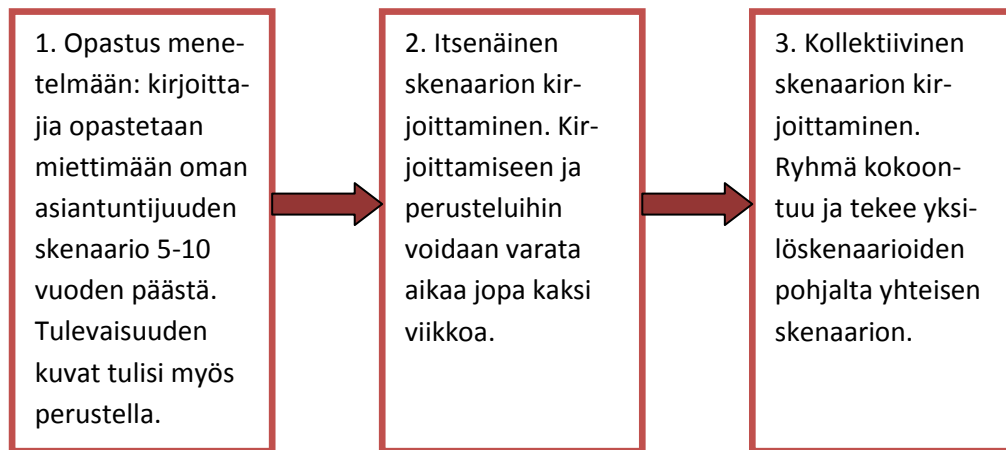 1. Opastus mene-
telmään: kirjoitta-
jia opastetaan
miettimään oman
asiantuntijuuden
skenaario 5-10
vuoden päästä.
Tulevaisuuden
kuvat tulisi myös
perustella.
2. Itsenäinen
skenaarion kir-
joittaminen. Kir-
joittamiseen ja
perusteluihin
voidaan varata
aikaa jopa kaksi
viikkoa.
3. Kollektiivinen
skenaarion kir-
joittaminen.
Ryhmä kokoon-
tuu ja tekee yksi-
löskenaarioiden
pohjalta yhteisen
skenaarion.